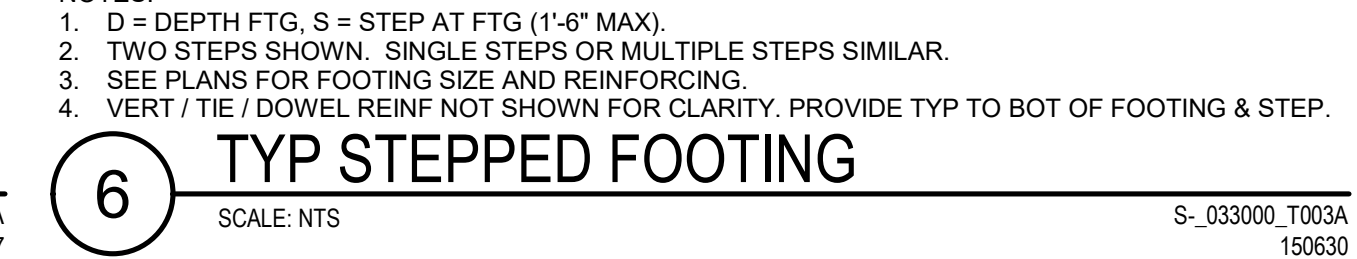 NOTES:
1. D = DEPTH FTG, S = STEP AT FTG (1'-6" MAX).
2. TWO STEPS SHOWN. SINGLE STEPS OR MULTIPLE STEPS SIMILAR.
3. SEE PLANS FOR FOOTING SIZE AND REINFORCING.
4. VERT / TIE / DOWEL REINF NOT SHOWN FOR CLARITY. PROVIDE TYP TO BOT OF FOOTING & STEP.
6 TYP STEPPED FOOTING
SCALE: NTS
S-_033000_T003A
150630